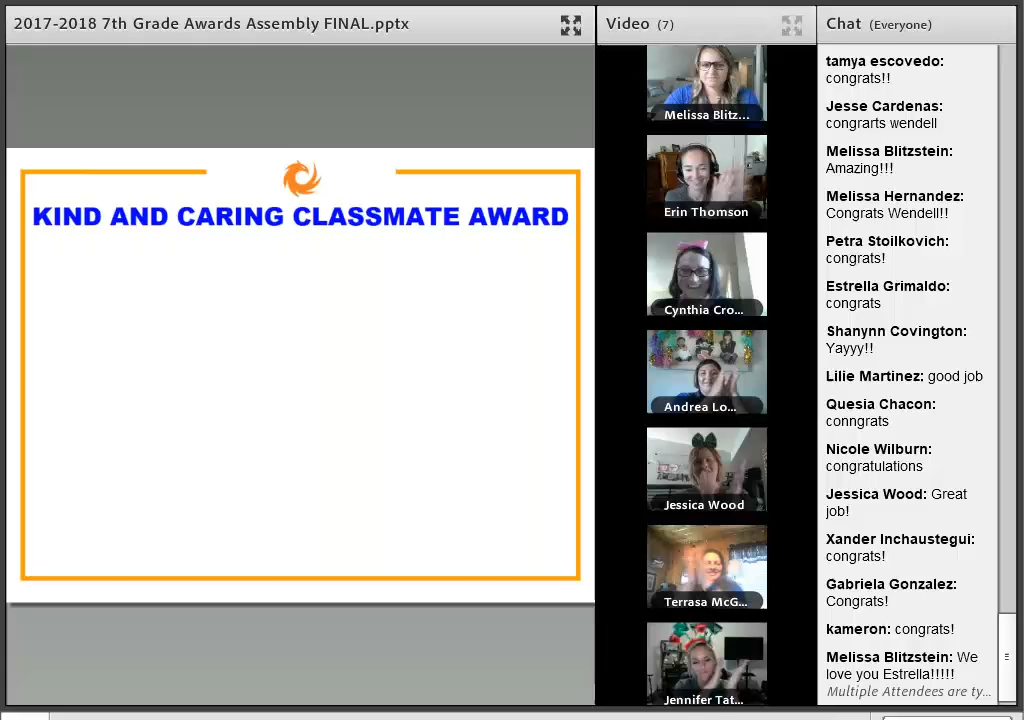 2017-2018 7th Grade Awards Assembly FINAL.pptx
KIND AND CARING CLASSMATE AWARD
Video (7)
Melissa Blitz...
Erin Thomson
Cynthia Cro...
Andrea Lo...
Jessica Wood
Terrasa McG...
Jennifer Tat...
Chat (Everyone)
tamya escovedo:
congrats!!
Jesse Cardenas:
congrarts wendell
Melissa Blitzstein:
Amazing!!!
Melissa Hernandez:
Congrats Wendell!!
Petra Stoilkovich:
congrats!
Estrella Grimaldo:
congrats
Shanynn Covington:
Yayyy!!
Lilie Martinez: good job
Quesia Chacon:
conngrats
Nicole Wilburn:
congratulations
Jessica Wood: Great
job!
Xander Inchaustegui:
congrats!
Gabriela Gonzalez:
Congrats!
kameron: congrats!
Melissa Blitzstein: We
love you Estrella!!!!!
Multiple Attendees are ty...